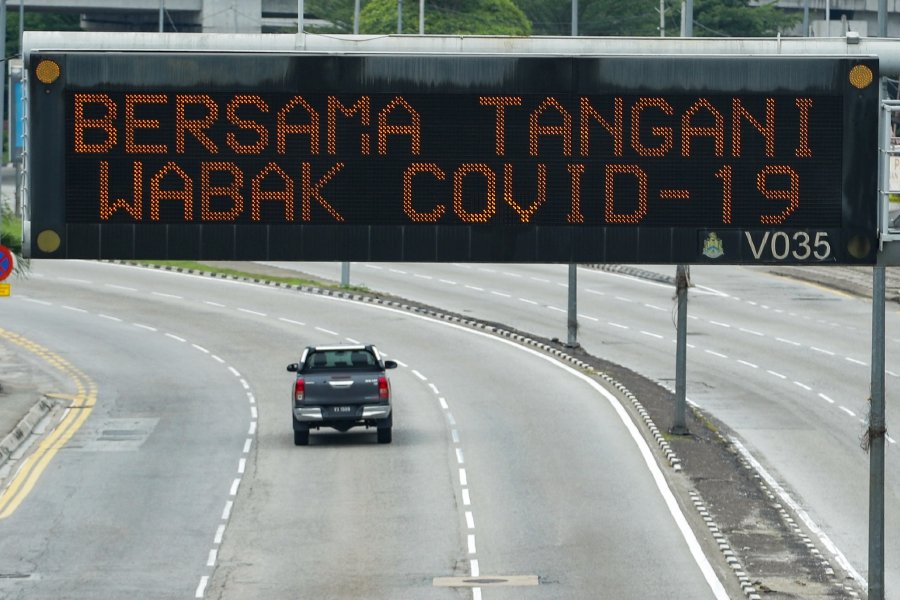 BERSAMA TANGANI
WABAK COVID-19
V035